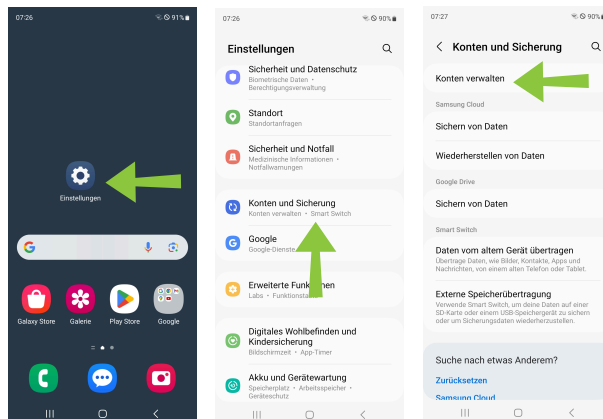 07:26
91%
Einstellungen
Galaxy Store
Galerie
Play Store
Google
07:26
90%
Einstellungen
Sicherheit und Datenschutz
Biometrische Daten •
Berechtigungsverwaltung
Standort
Standortanfragen
Sicherheit und Notfall
Medizinische Informationen •
Notfallwarnungen
Konten und Sicherung
Konten verwalten • Smart Switch
Google
Google-Dienste
Erweiterte
Labs •
Digitales Wohlbefinden und
Kindersicherung
Bildschirmzeit • App-Timer
Akku und Gerätewartung
Speicherplatz • Arbeitsspeicher •
Geräteschutz
07:27
90%
Konten und Sicherung
Konten verwalten
Samsung Cloud
Sichern von Daten
Wiederherstellen von Daten
Google Drive
Sichern von Daten
Smart Switch
Daten vom altem Gerät übertragen
Übertrage Daten, wie Bilder, Kontakte, Apps und
Nachrichten, von einem alten Telefon oder Tablet.
Externe Speicherübertragung
Verwende Smart Switch, um deine Daten auf einer
SD-Karte oder einem USB-Speichergerät zu sichern
oder um Sicherungsdaten wiederherzustellen.
Suche nach etwas Anderem?
Zurücksetzen
Samsung Cloud